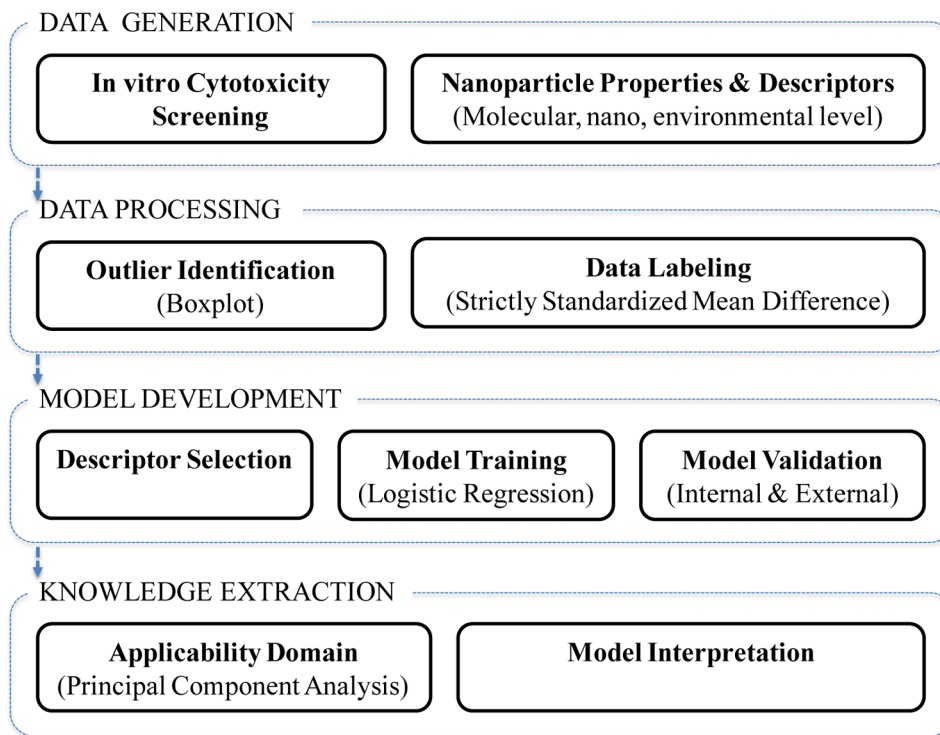 DATA GENERATION
In vitro Cytotoxicity
Screening
Nanoparticle Properties & Descriptors
(Molecular, nano, environmental level)
DATA PROCESSING
Outlier Identification
(Boxplot)
Data Labeling
(Strictly Standardized Mean Difference)
MODEL DEVELOPMENT
Descriptor Selection
Model Training
(Logistic Regression)
Model Validation
(Internal & External)
KNOWLEDGE EXTRACTION
Applicability Domain
(Principal Component Analysis)
Model Interpretation